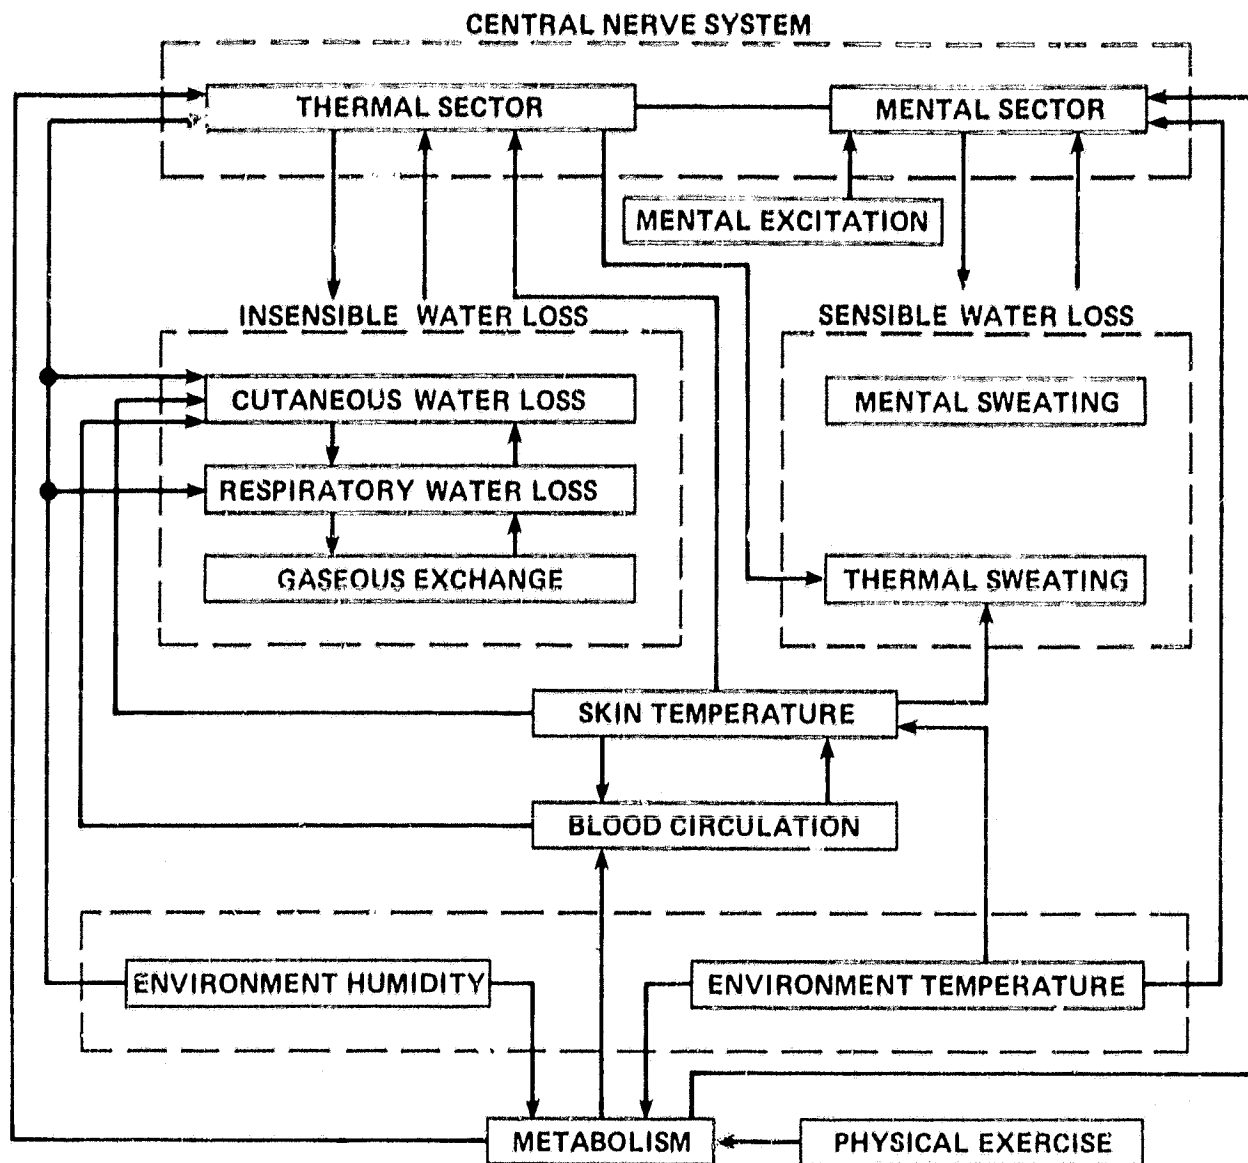 CENTRAL NERVE SYSTEM
THERMAL SECTOR
MENTAL SECTOR
MENTAL EXCITATION
INSENSIBLE WATER LOSS
SENSIBLE WATER LOSS
CUTANEOUS WATER LOSS
MENTAL SWEATING
RESPIRATORY WATER LOSS
GASEOUS EXCHANGE
THERMAL SWEATING
SKIN TEMPERATURE
BLOOD CIRCULATION
ENVIRONMENT HUMIDITY
ENVIRONMENT TEMPERATURE
METABOLISM
PHYSICAL EXERCISE